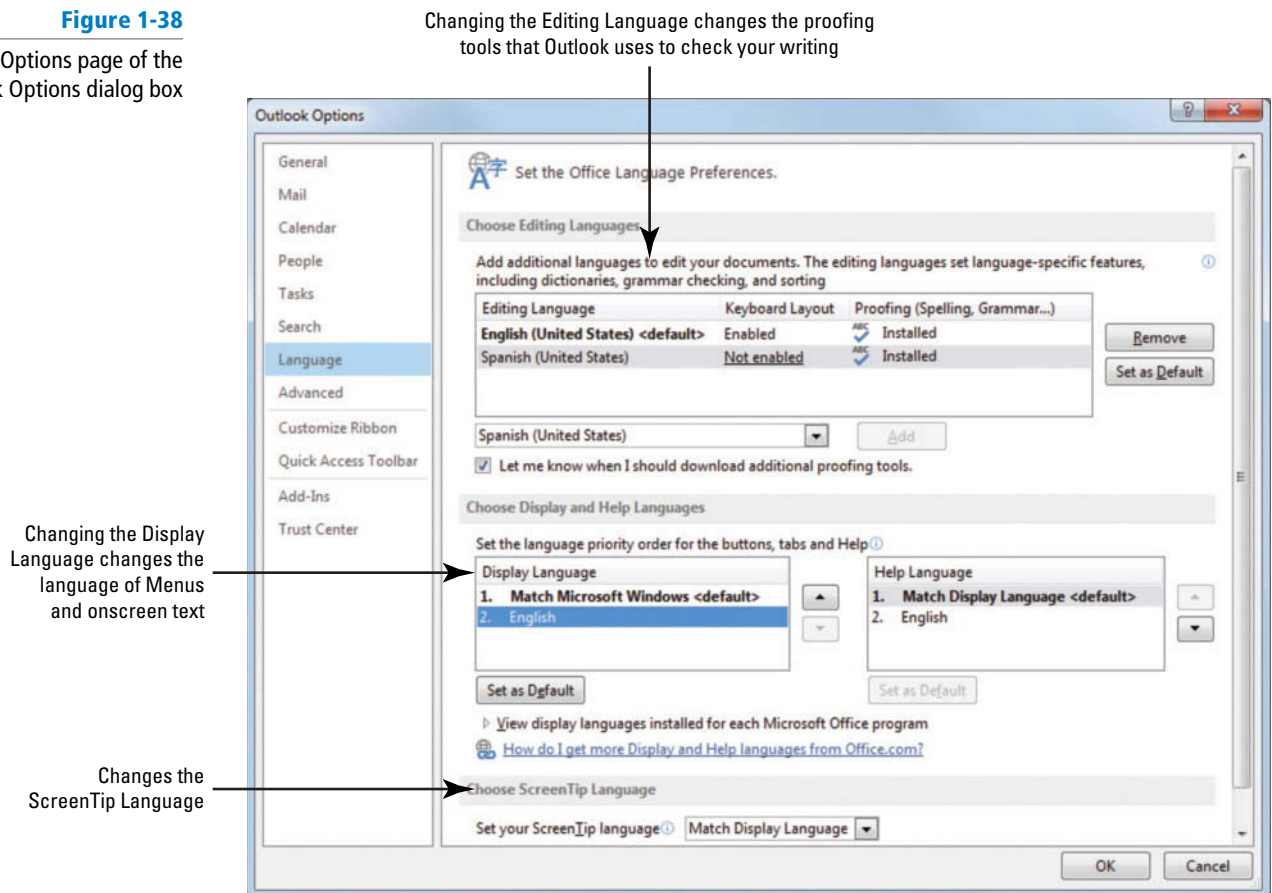 Figure 1-38
Options page of the
Options dialog box
Changing the Editing Language changes the proofing
tools that Outlook uses to check your writing
Outlook Options
General
Mail
Calendar
People
Tasks
Search
Language
Advanced
Customize Ribbon
Quick Access Toolbar
Add-Ins
Trust Center
Set the Office Language Preferences.
Choose Editing Languages
Add additional languages to edit your documents. The editing languages set language-specific features,
including dictionaries, grammar checking, and sorting
Editing Language Keyboard Layout Proofing (Spelling, Grammar...)
English (United States) <default> Enabled ABC Installed
Spanish (United States) Not enabled ABC Installed
Remove
Set as Default
Spanish (United States) Add
Let me know when I should download additional proofing tools.
Choose Display and Help Languages
Set the language priority order for the buttons, tabs and Help
Display Language
1. Match Microsoft Windows <default>
2. English
Set as Default
Help Language
1. Match Display Language <default>
2. English
Set as Default
View display languages installed for each Microsoft Office program
How do I get more Display and Help languages from Office.com?
Choose ScreenTip Language
Set your ScreenTip language Match Display Language
OK Cancel
Changing the Display
Language changes the
language of Menus
and onscreen text
Changes the
ScreenTip Language